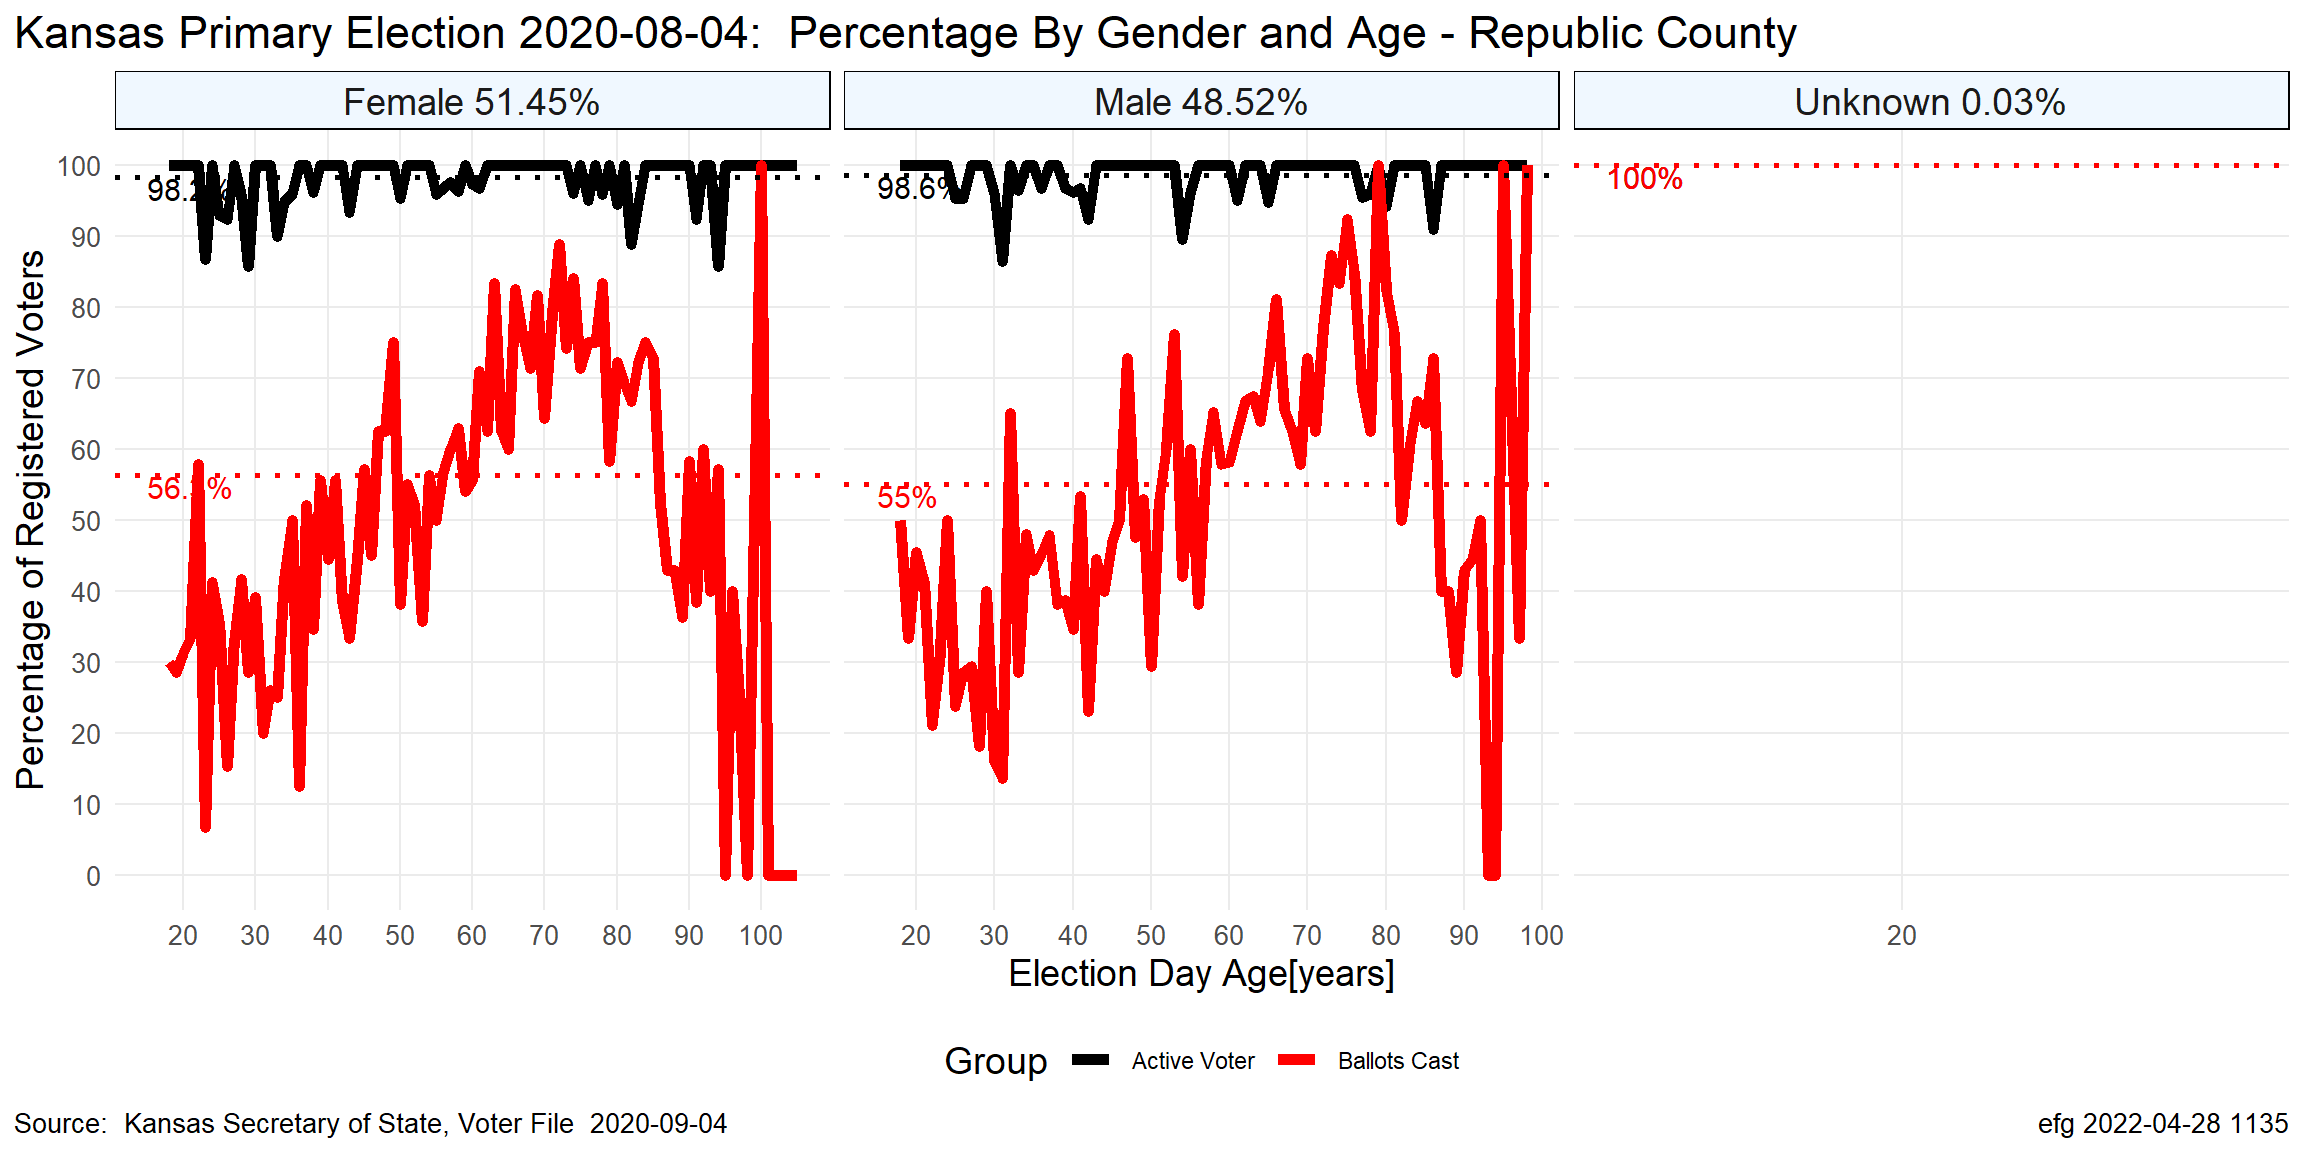 Kansas Primary Election 2020-08-04:  Percentage By Gender and Age - Republic County
Female 51.45%
Male 48.52%
Unknown 0.03%
Percentage of Registered Voters
100
90
80
70
60
50
40
30
20
10
0
98.6%
100%
55%
20 30 40 50 60 70 80 90 100
20 30 40 50 60 70 80 90 100
20
Election Day Age[years]
Group Active Voter Ballots Cast
Source:  Kansas Secretary of State, Voter File  2020-09-04
efg 2022-04-28 1135